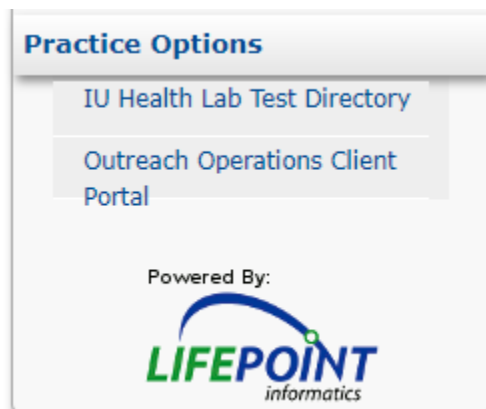 Practice Options
IU Health Lab Test Directory
Outreach Operations Client
Portal
Powered By:
LIFEPOINT
informatics